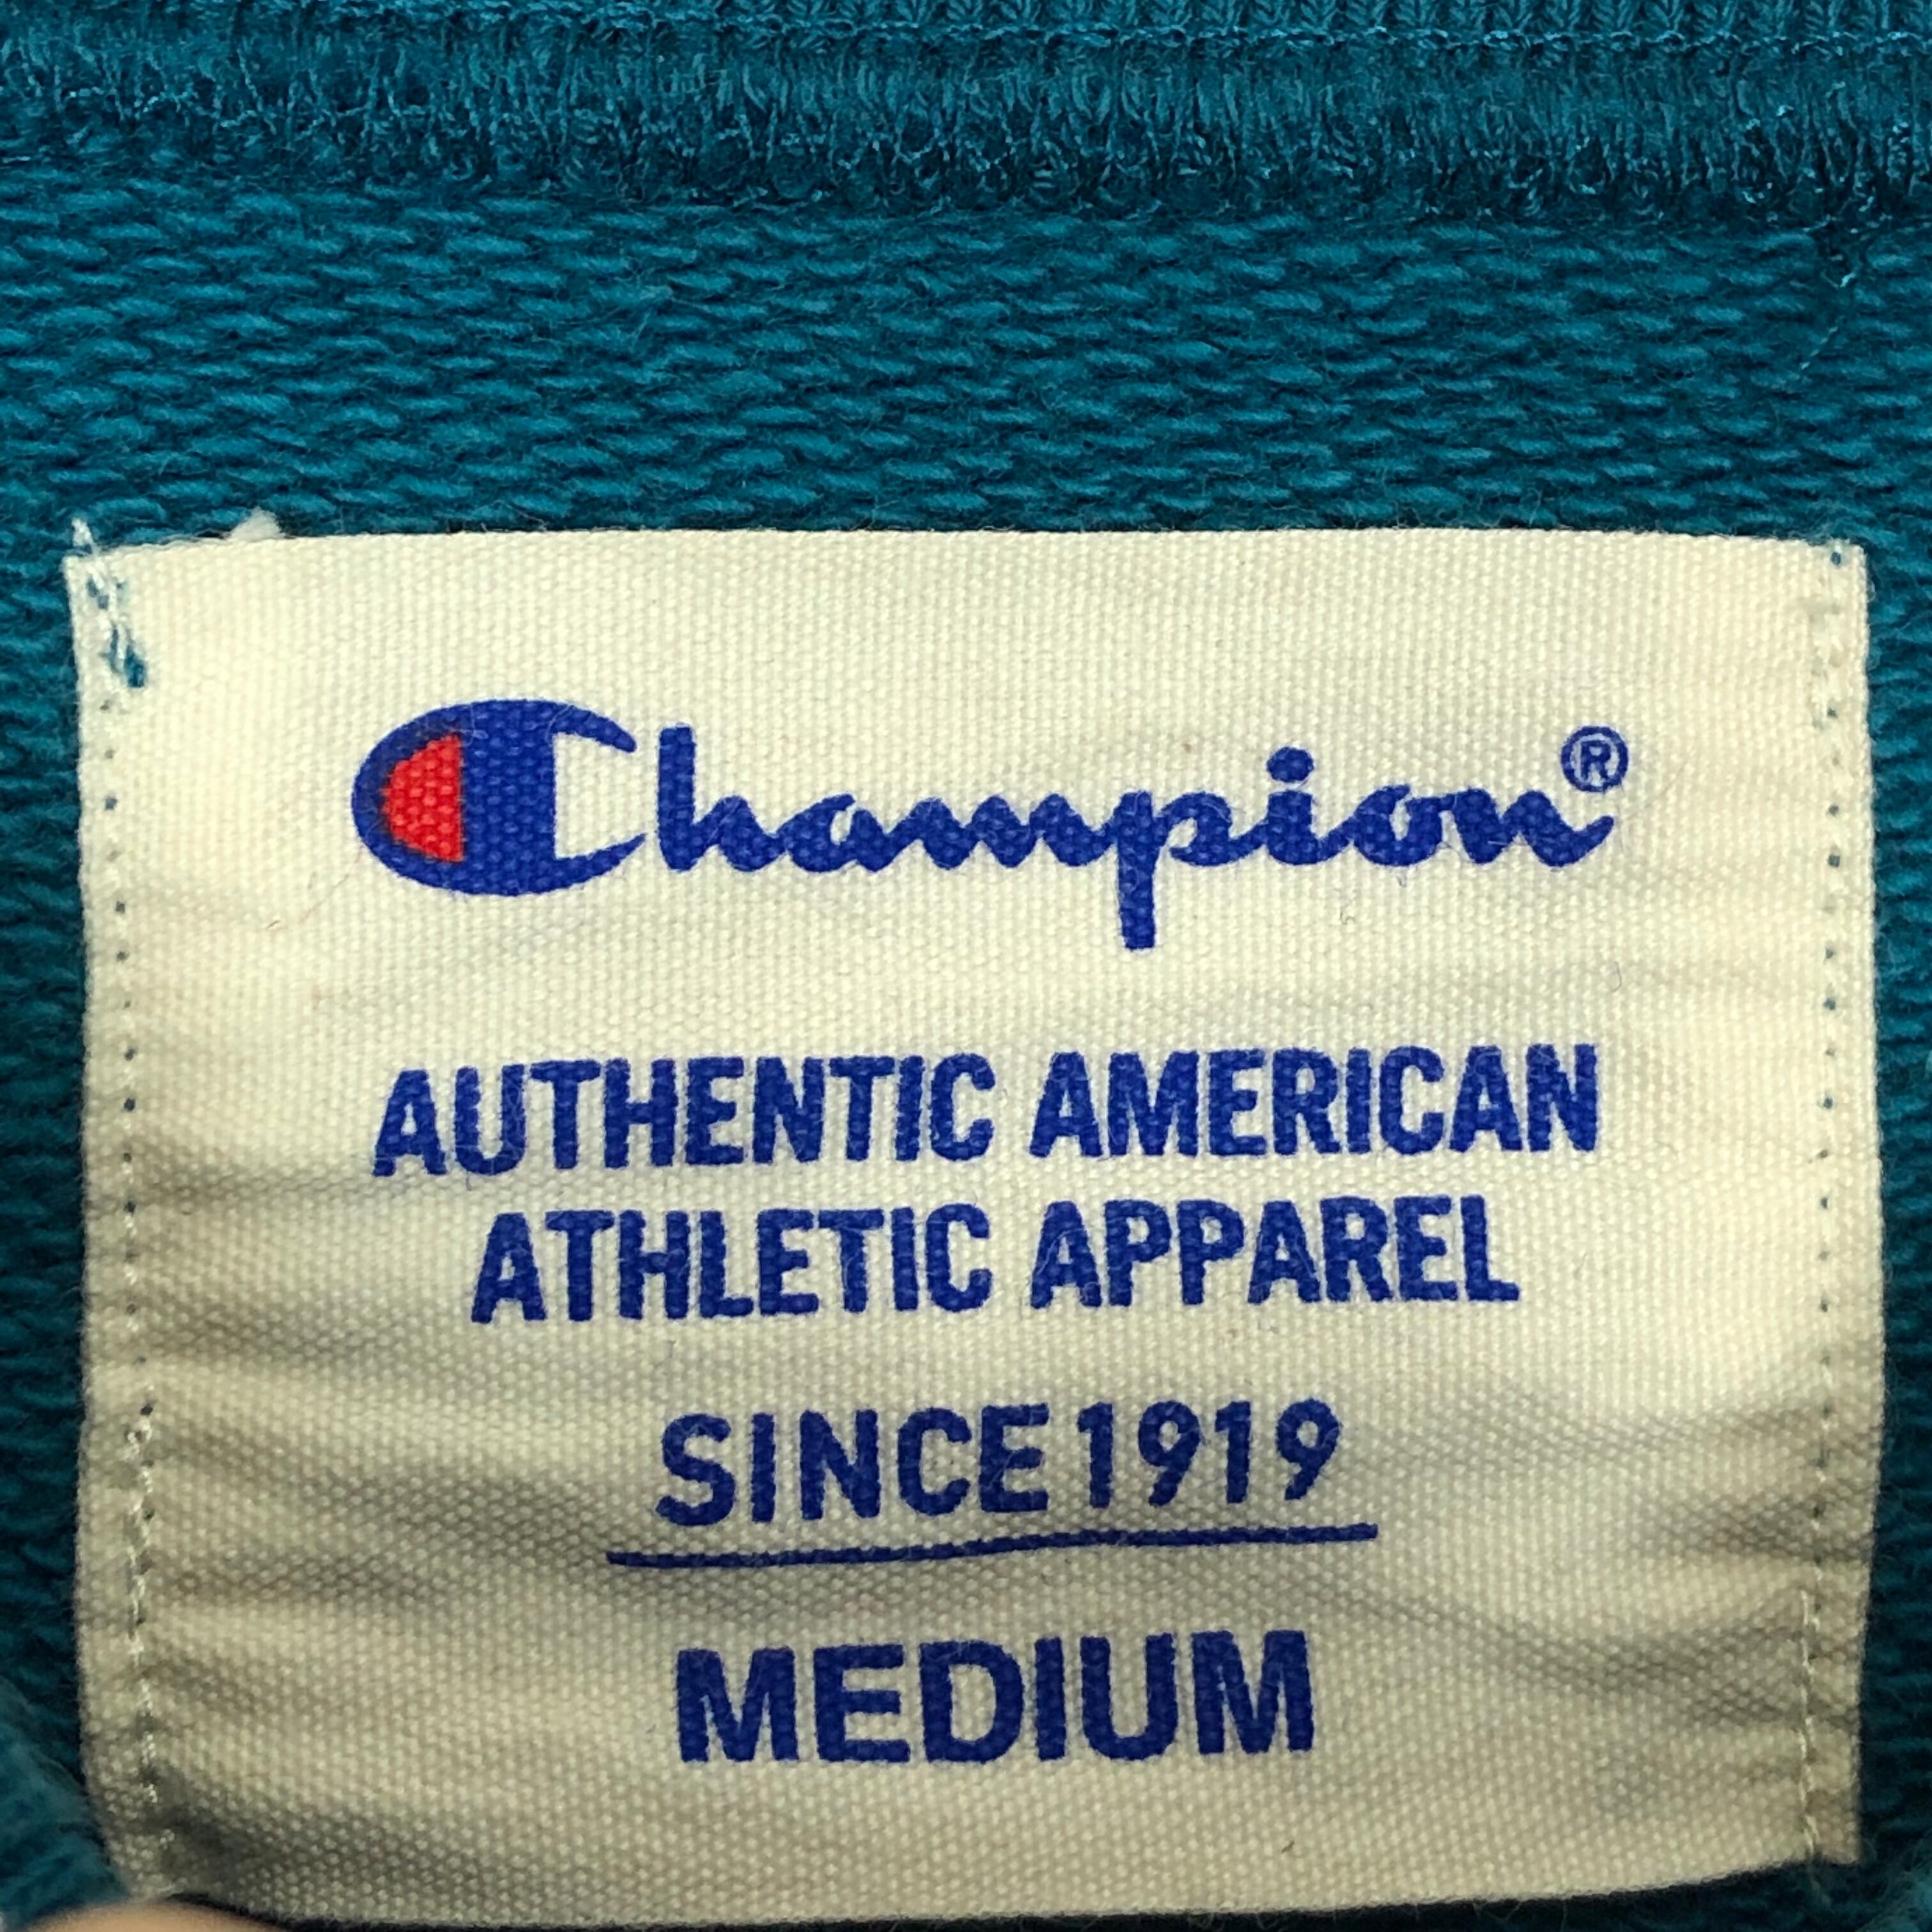 Champion®
AUTHENTIC AMERICAN
ATHLETIC APPAREL
SINCE 1919
MEDIUM